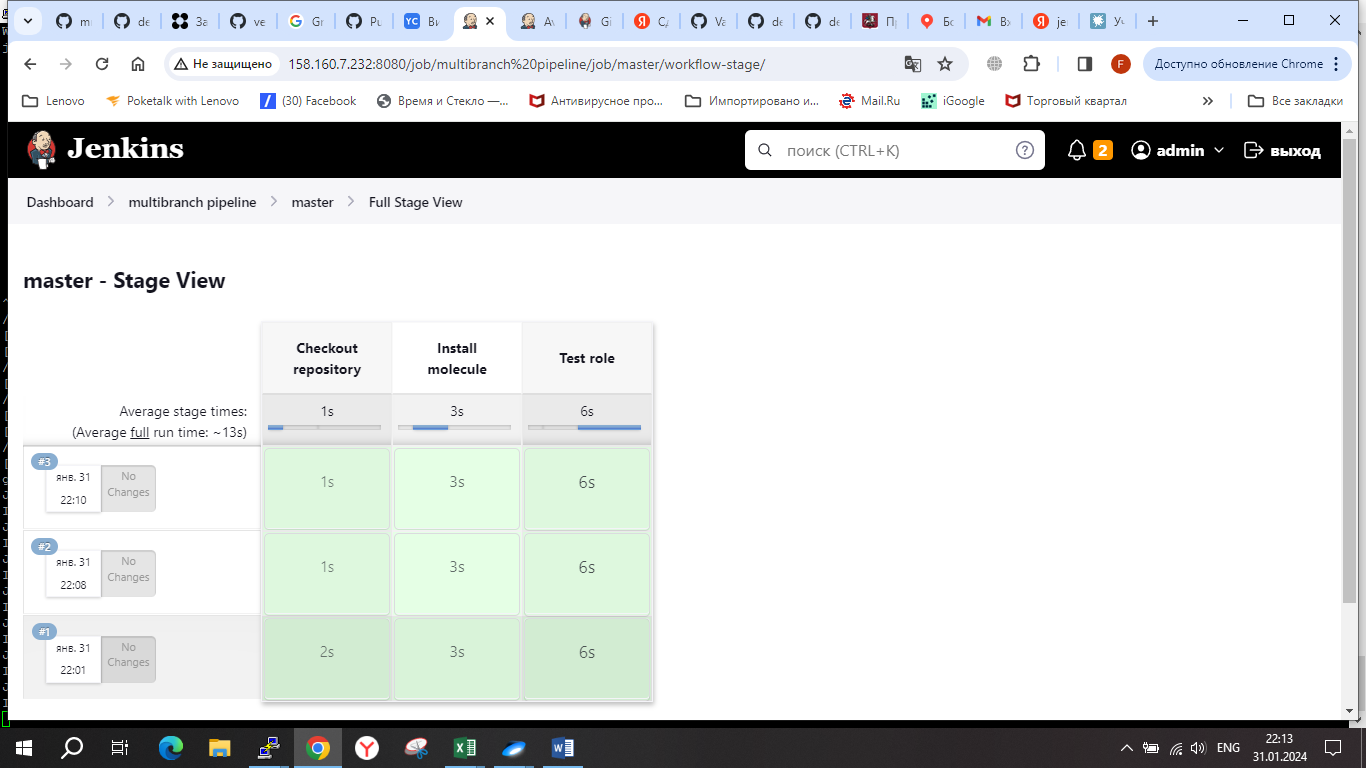 m
de
За
ve
Gr
Pu
YC
Ви
Av
Gi
СД
Va
de
de
Пр
Бо
Вх
je
Уч
Не защищено
158.160.7.232:8080/job/multibranch%20pipeline/job/master/workflow-stage/
F
Доступно обновление Chrome
Lenovo
Poketalk with Lenovo
(30) Facebook
Время и Стекло —...
Антивирусное про...
Импортировано и...
Mail.Ru
iGoogle
Торговый квартал
Все закладки
Jenkins
поиск (CTRL+K)
2
admin
выход
Dashboard
multibranch pipeline
master
Full Stage View
master - Stage View
Checkout
repository
Install
molecule
Test role
Average stage times:
(Average full run time: ~13s)
1s
3s
6s
#3
янв. 31
22:10
No
Changes
1s
3s
6s
#2
янв. 31
22:08
No
Changes
1s
3s
6s
#1
янв. 31
22:01
No
Changes
2s
3s
6s
ENG
22:13
31.01.2024